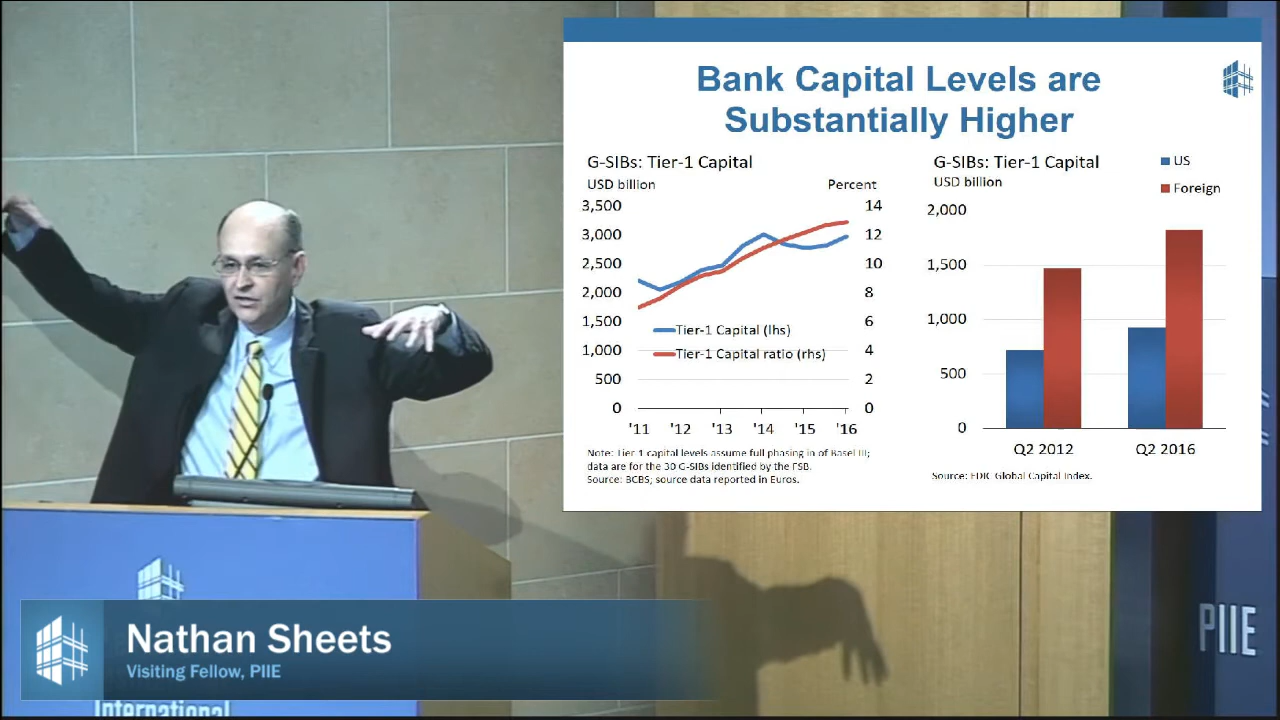 Bank Capital Levels are
Substantially Higher
G-SIBs: Tier-1 Capital
USD billion
Percent
3,500
3,000
2,500
2,000
1,500
1,000
500
0
14
12
10
8
6
4
2
0
Tier-1 Capital (lhs)
Tier-1 Capital ratio (rhs)
'11 '12 '13 '14 '15 '16
Note: Tier 1 capital levels assume full phasing in of Basel III;
data are for the 30 G-SIBs identified by the FSB.
Source: BCBS; source data reported in Euros.
G-SIBs: Tier-1 Capital
USD billion
US
Foreign
2,000
1,500
1,000
500
0
Q2 2012 Q2 2016
Source: FDIC Global Capital Index.
PIIE
Nathan Sheets
Visiting Fellow, PIIE
International